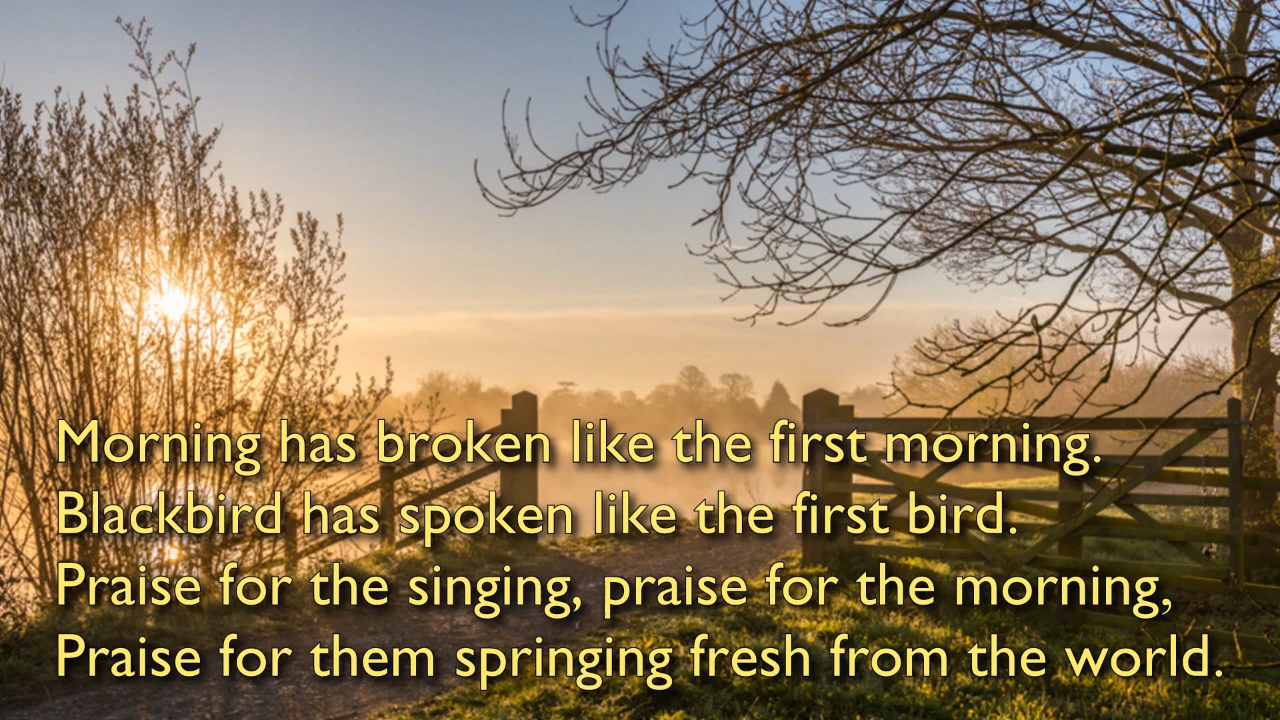 Morning has broken like the first morning.
Blackbird has spoken like the first bird.
Praise for the singing, praise for the morning,
Praise for them springing fresh from the world.